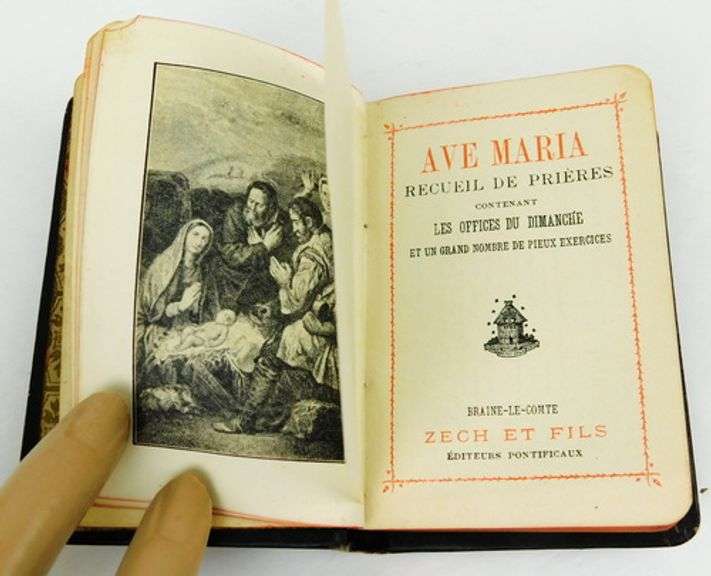 AVE MARIA
RECUEIL DE PRIÈRES
CONTENANT
LES OFFICES DU DIMANCHE
ET UN GRAND NOMBRE DE PIEUX EXERCICES
BRAINE-LE-COMTE
ZECH ET FILS
ÉDITEURS PONTIFICAUX